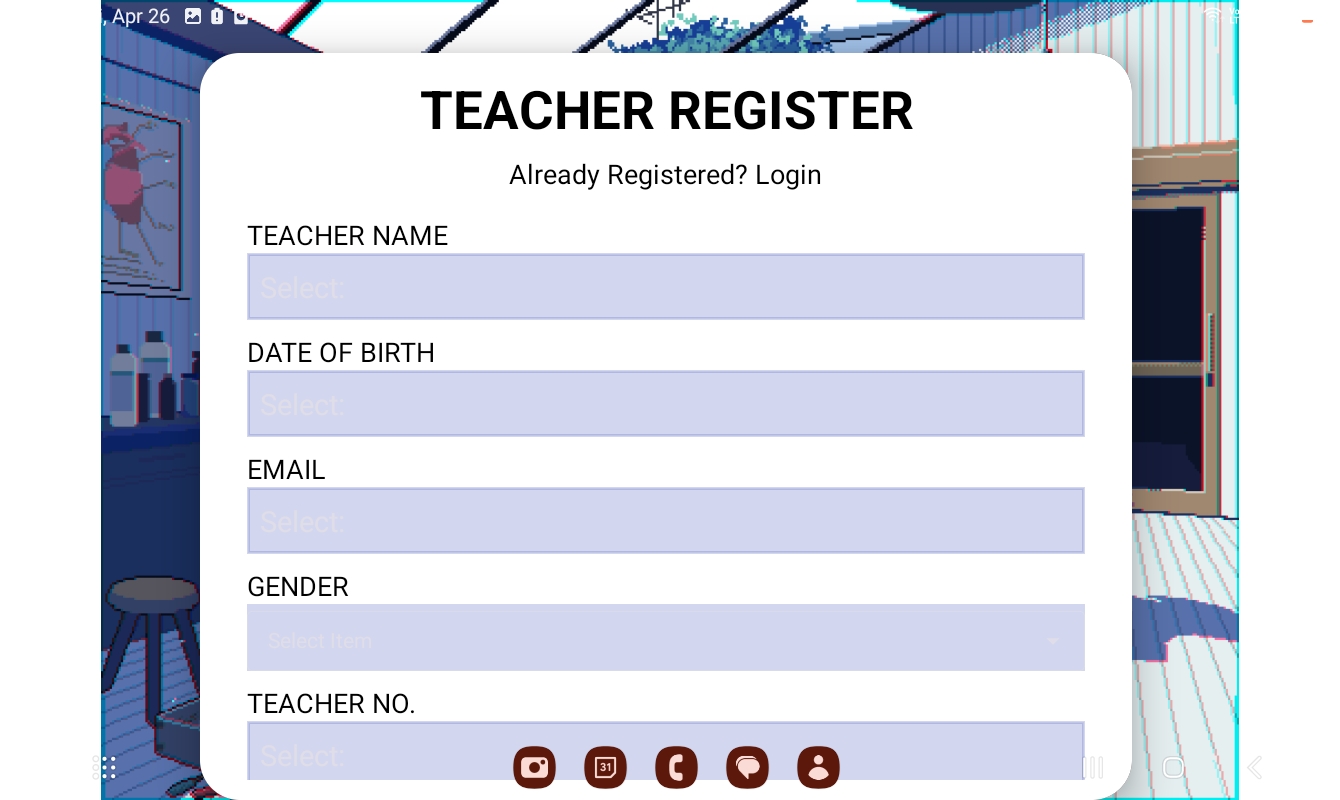 , Apr 26
TEACHER REGISTER
Already Registered? Login
TEACHER NAME
Select:
DATE OF BIRTH
Select:
EMAIL
Select:
GENDER
Select item
TEACHER NO.
Select:
31